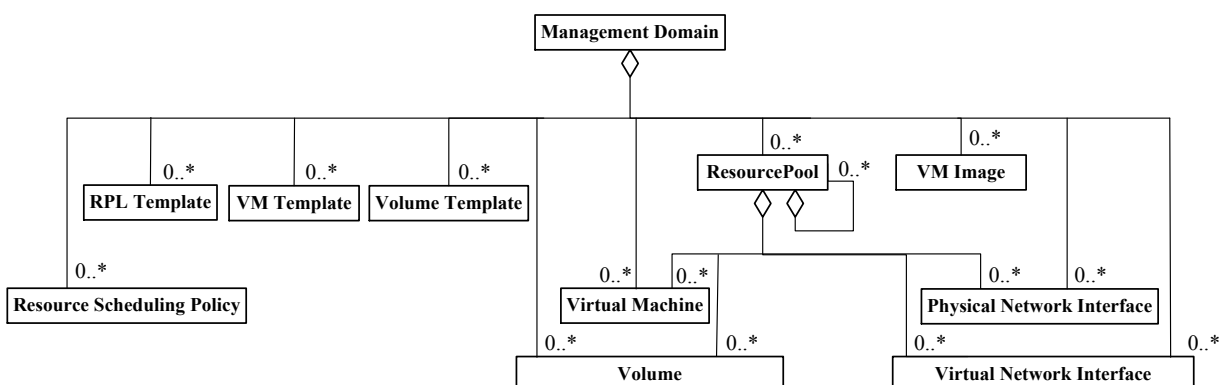 Management Domain
0..*
0..*
ResourcePool
VM Image
0..*
0..*
0..*
0..*
RPL Template
VM Template
Volume Template
0..*
0..*
0..*
0..*
0..*
Resource Scheduling Policy
Virtual Machine
Physical Network Interface
0..*
0..*
0..*
0..*
Volume
Virtual Network Interface